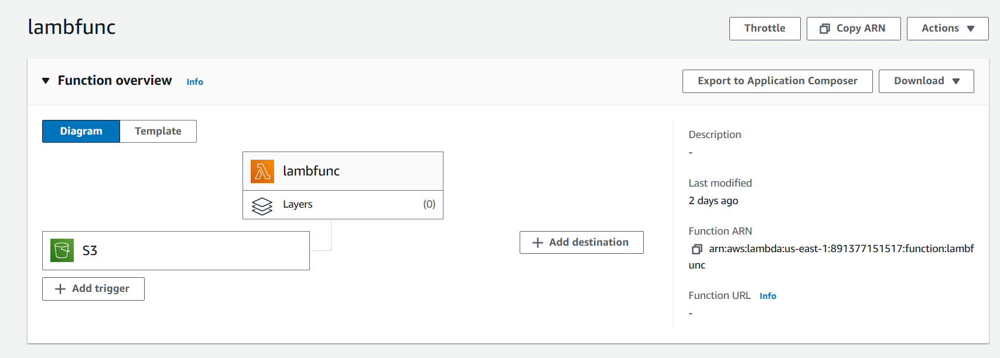 lambfunc
Throttle
Copy ARN
Actions
Function overview
Info
Export to Application Composer
Download
Diagram
Template
lambfunc
Layers
(0)
S3
Add trigger
Add destination
Description
-
Last modified
2 days ago
Function ARN
arn:aws:lambda:us-east-1:891377151517:function:lambf
unc
Function URL
Info
-